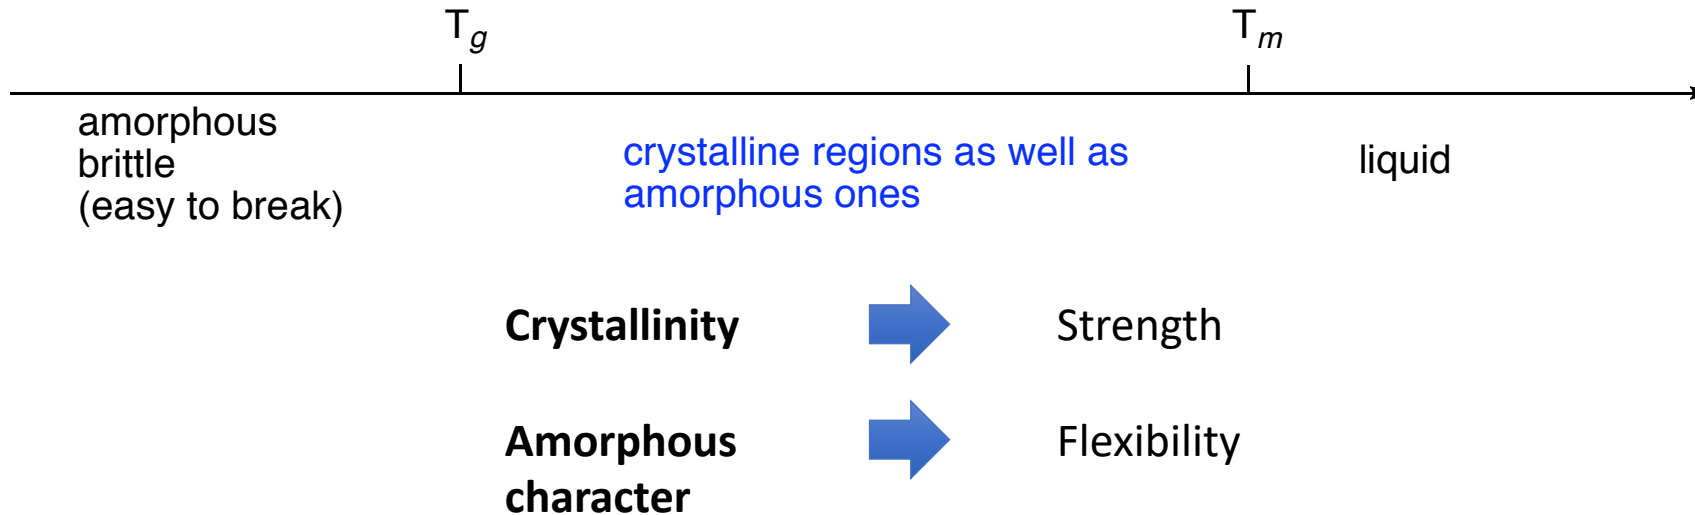 Tg
Tm
amorphous
brittle
(easy to break)
crystalline regions as well as
amorphous ones
liquid
Crystallinity
Strength
Amorphous
character
Flexibility